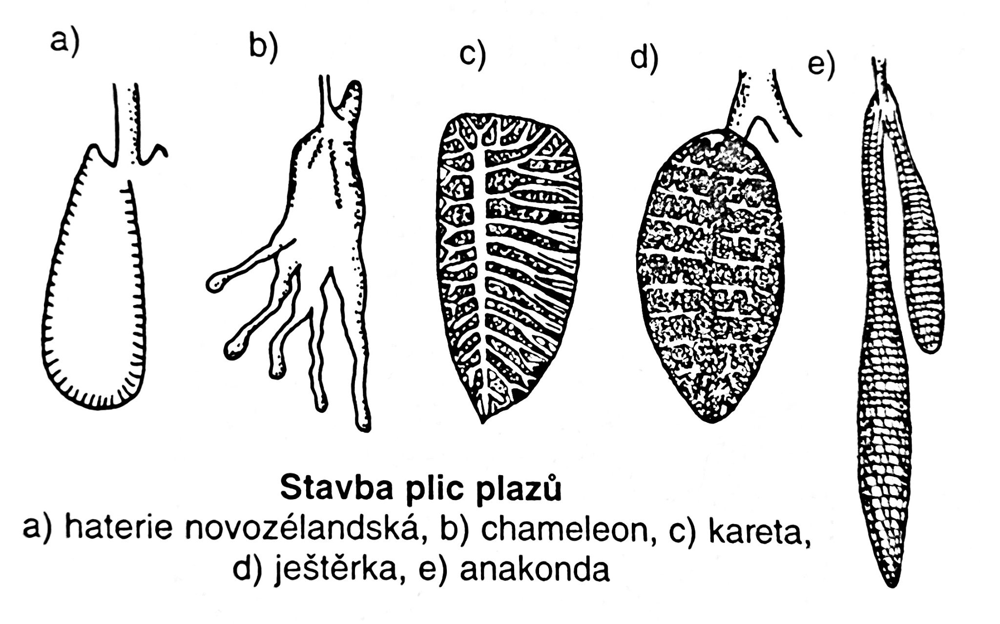 a) b) c) d) e)
Stavba plic plazů
a) haterie novozélandská, b) chameleon, c) kareta,
d) ještěrka, e) anakonda